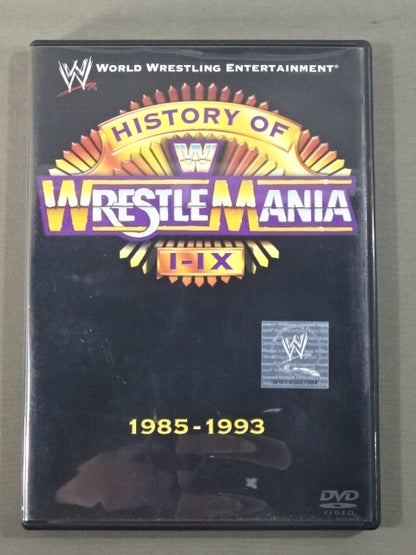 W WORLD WRESTLING ENTERTAINMENT®
HISTORY OF
W
WRESTLEMANIA
I-IX
W
1985-1993
DVD
VIDEO